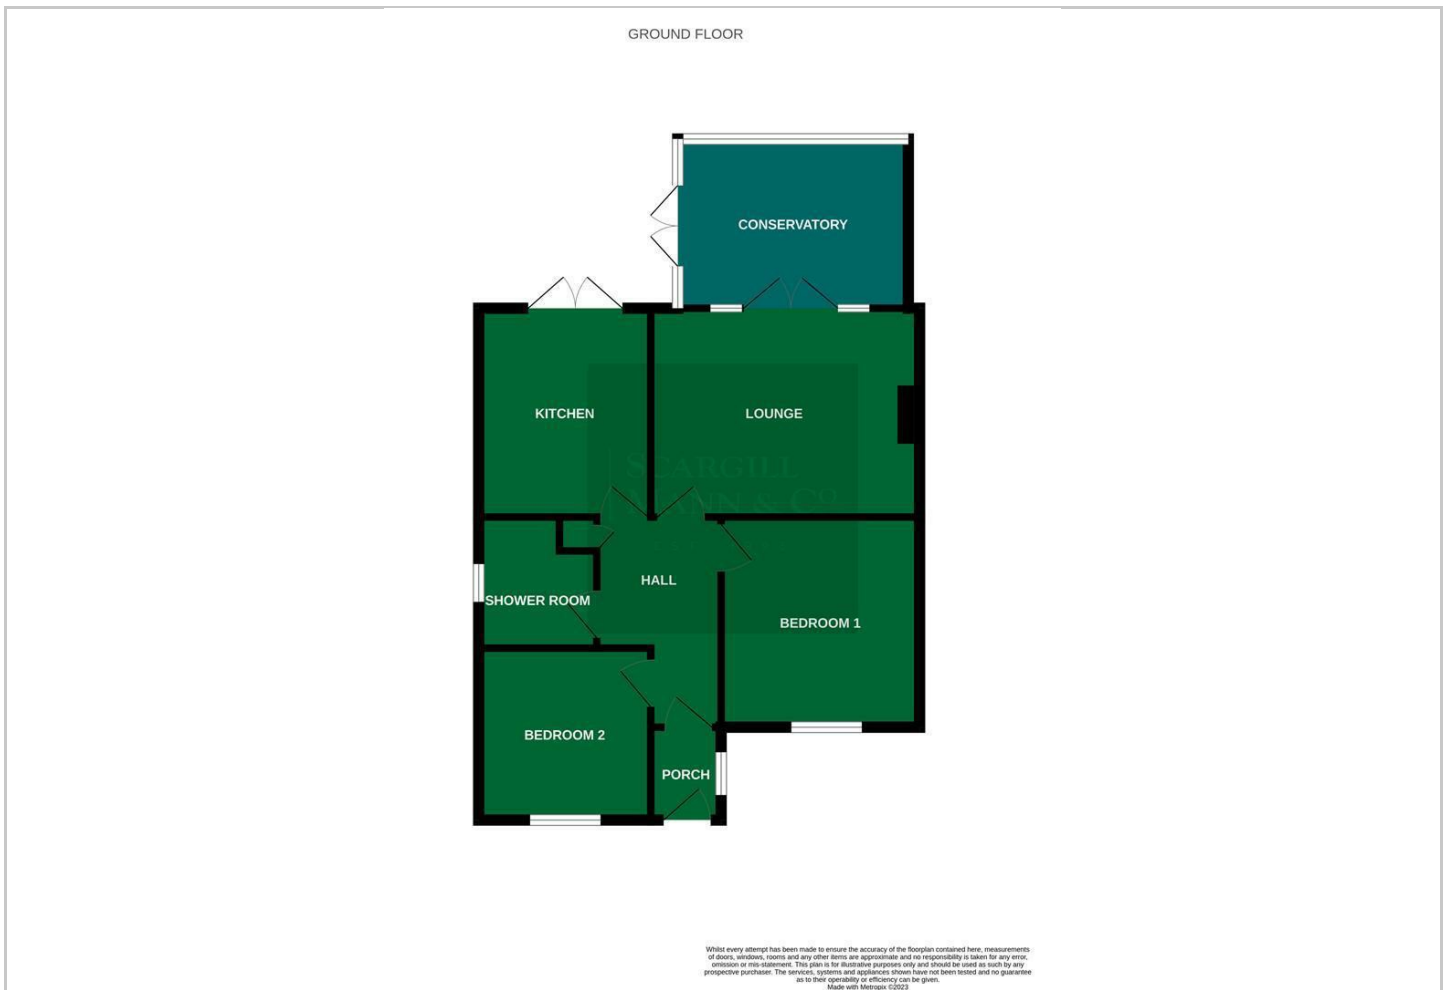 GROUND FLOOR
CONSERVATORY
KITCHEN
LOUNGE
SCARGILL
MANN & CO
HALL
SHOWER ROOM
BEDROOM 1
BEDROOM 2
PORCH
Whilst every attempt has been made to ensure the accuracy of the floorplan contained here, measurements
of doors, windows, rooms and any other items are approximate and no responsibility is taken for any error,
omission or mis-statement. This plan is for illustrative purposes only and should be used as such by any
prospective purchaser. The services, systems and appliances shown have not been tested and no guarantee
as to their operability or efficiency can be given.
Made with Metropix ©2023